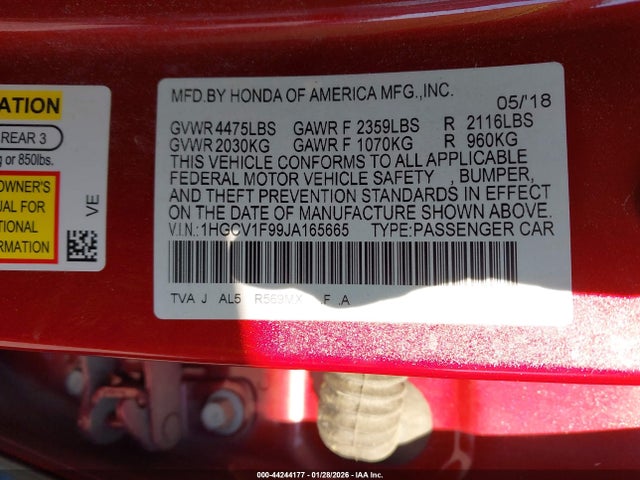 ATION
REAR 3
g or 850lbs.
OWNER'S
UAL FOR
TIONAL
ORMATION
VE
MFD.BY HONDA OF AMERICA MFG.,INC.
05/'18
GVWR 4475LBS GAWR F 2359LBS R 2116LBS
GVWR 2030KG GAWR F 1070KG R 960KG
THIS VEHICLE CONFORMS TO ALL APPLICABLE
FEDERAL MOTOR VEHICLE SAFETY , BUMPER,
AND THEFT PREVENTION STANDARDS IN EFFECT
ON THE DATE OF MANUFACTURE SHOWN ABOVE.
V.I.N.:1HGCV1F99JA165665 TYPE:PASSENGER CAR
TVA J AL5 F .A
000-44244177 | 01/28/2026 - IAA Inc.